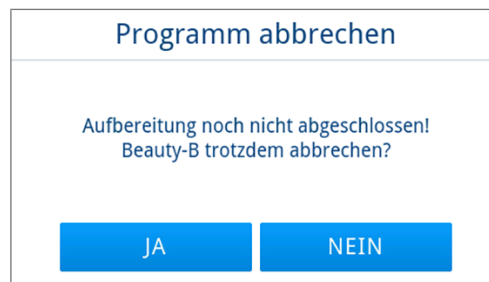 Programm abbrechen
Aufbereitung noch nicht abgeschlossen!
Beauty-B trotzdem abbrechen?
JA
NEIN